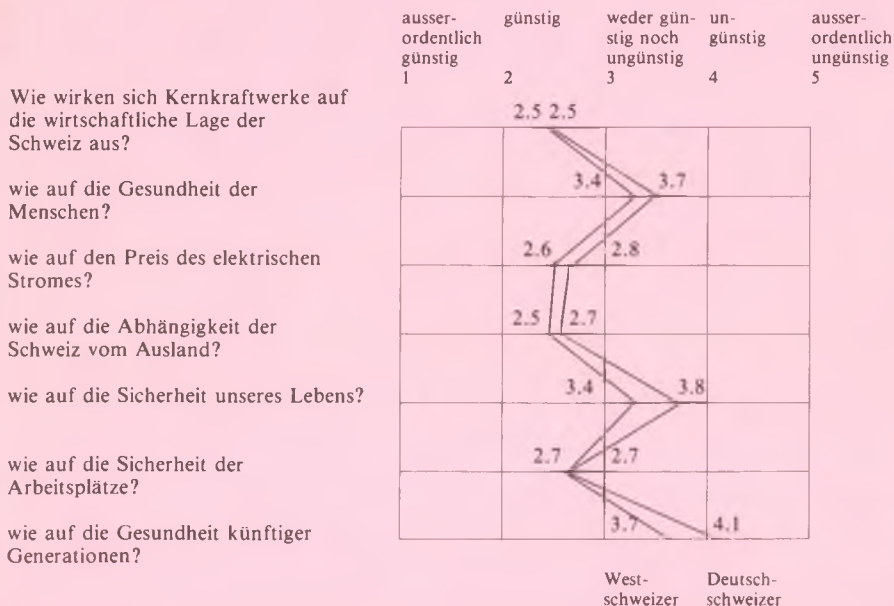 ausser-
ordentlich
günstig
1
günstig
2
weder gün-
stig noch
ungünstig
3
un-
günstig
4
ausser-
ordentlich
ungünstig
5
Wie wirken sich Kernkraftwerke auf
die wirtschaftliche Lage der
Schweiz aus?
2.5 2.5
wie auf die Gesundheit der
Menschen?
3.4 3.7
wie auf den Preis des elektrischen
Stromes?
2.6 2.8
wie auf die Abhängigkeit der
Schweiz vom Ausland?
2.5 2.7
wie auf die Sicherheit unseres Lebens?
3.4 3.8
wie auf die Sicherheit der
Arbeitsplätze?
2.7 2.7
wie auf die Gesundheit künftiger
Generationen?
3.7 4.1
West-
schweizer
Deutsch-
schweizer